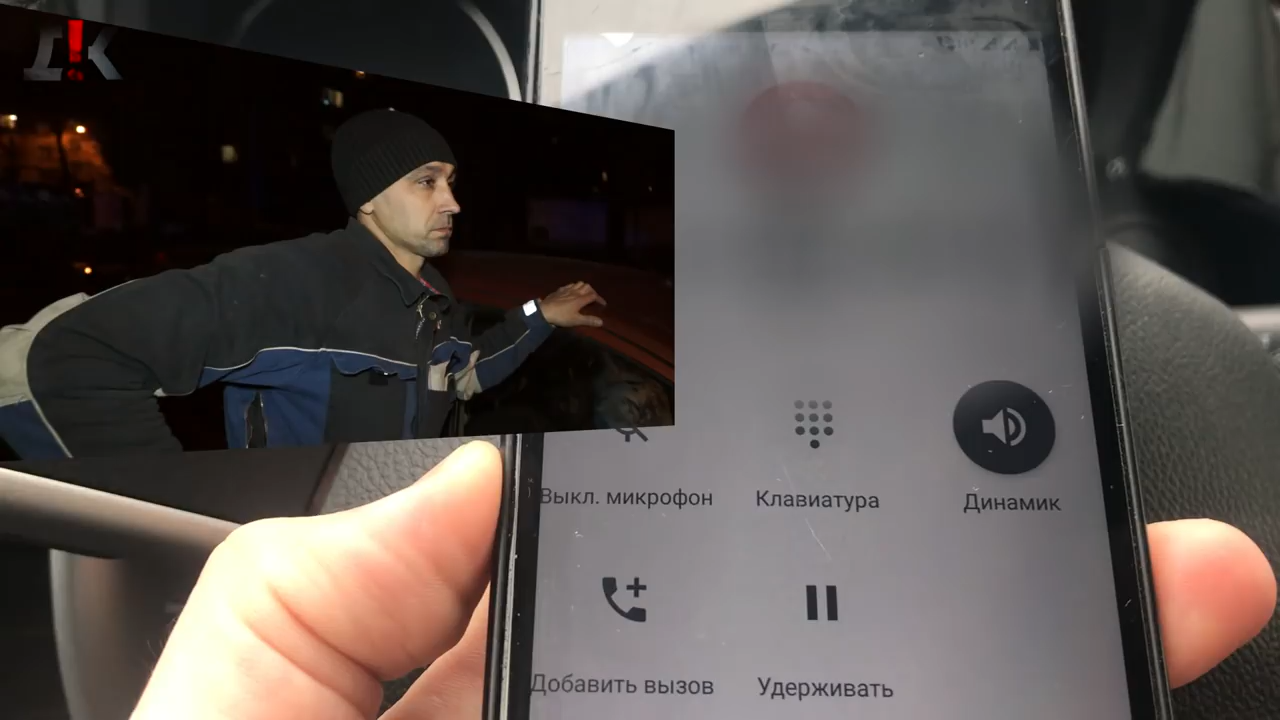 Д!К
Выкл. микрофон
Клавиатура
Динамик
Добавить вызов
Удерживать